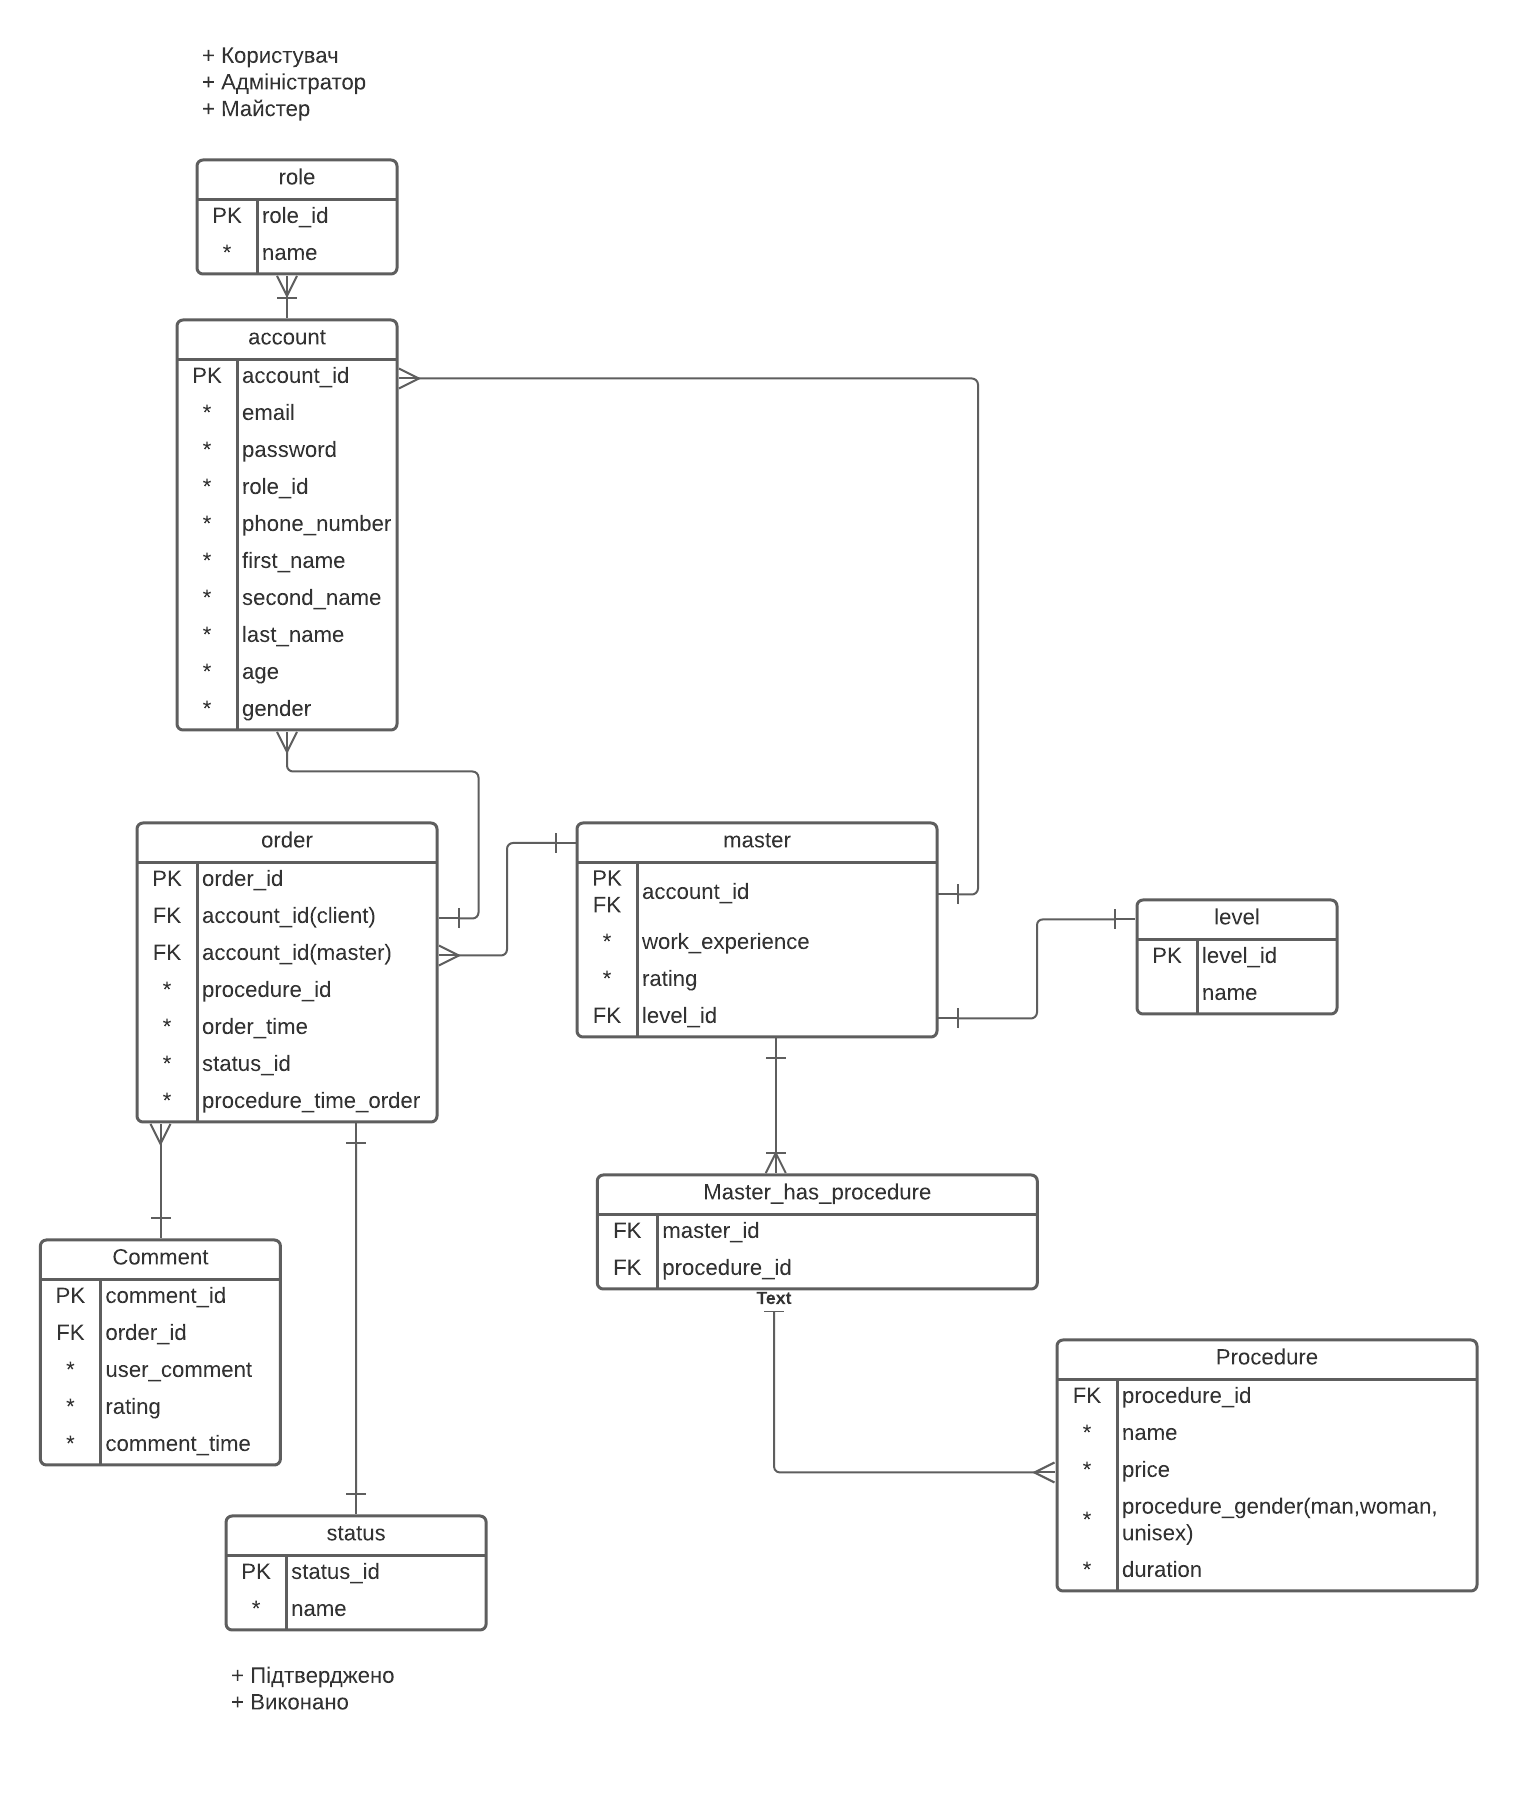 + Користувач
+ Адміністратор
+ Майстер
role
PK role_id
* name
account
PK account_id
* email
* password
* role_id
* phone_number
* first_name
* second_name
* last_name
* age
* gender
order
PK order_id
FK account_id(client)
FK account_id(master)
* procedure_id
* order_time
* status_id
* procedure_time_order
master
PK
FK account_id
* work_experience
* rating
FK level_id
level
PK level_id
name
Master_has_procedure
FK master_id
FK procedure_id
Text
Comment
PK comment_id
FK order_id
* user_comment
* rating
* comment_time
Procedure
FK procedure_id
* name
* price
* procedure_gender(man,woman,
unisex)
* duration
status
PK status_id
* name
+ Підтверджено
+ Виконано